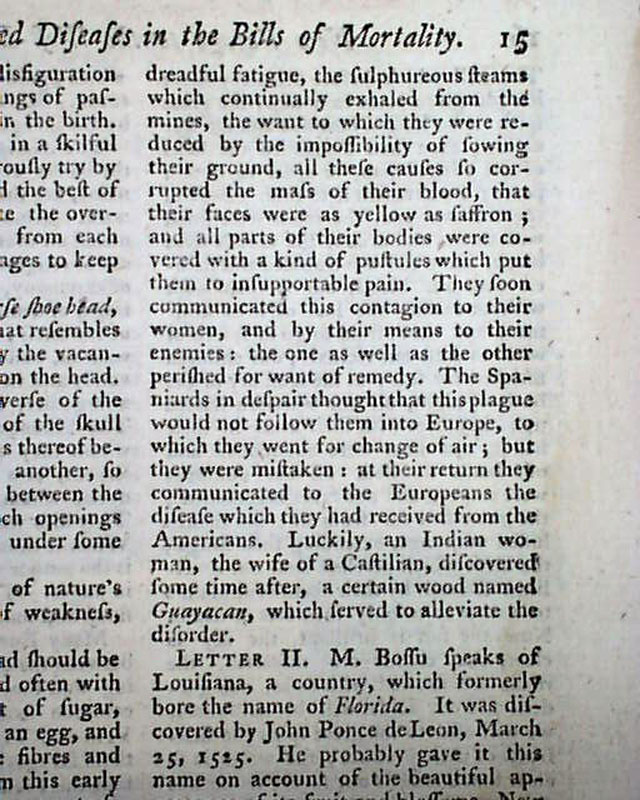 ed Diſeaſes in the Bills of Mortality. 15
disfiguration
ngs of paſ-
in the birth.
in a ſkilful
rouſly try by
d the beſt of
te the over-
from each
ages to keep
rſe ſhoe head,
hat reſembles
y the vacan-
on the head.
verſe of the
of the ſkull
s thereof be-
another, ſo
between the
ch openings
under ſome
of nature's
f weakneſs,
ad ſhould be
d often with
t of ſugar,
an egg, and
e fibres and
m this early
dreadful fatigue, the ſulphureous ſteams
which continually exhaled from the
mines, the want to which they were re-
duced by the impoſſibility of ſowing
their ground, all theſe cauſes ſo cor-
rupted the maſs of their blood, that
their faces were as yellow as ſaffron ;
and all parts of their bodies were co-
vered with a kind of puſtules which put
them to inſupportable pain. They ſoon
communicated this contagion to their
women, and by their means to their
enemies : the one as well as the other
periſhed for want of remedy. The Spa-
niards in deſpair thought that this plague
would not follow them into Europe, to
which they went for change of air ; but
they were miſtaken : at their return they
communicated to the Europeans the
diſeaſe which they had received from the
Americans. Luckily, an Indian wo-
man, the wife of a Caſtilian, diſcovered
ſome time after, a certain wood named
Guayacan, which ſerved to alleviate the
diſorder.
LETTER II. M. Boſſu ſpeaks of
Louiſiana, a country, which formerly
bore the name of Florida. It was diſ-
covered by John Ponce de Leon, March
25, 1525. He probably gave it this
name on account of the beautiful ap-
of its fruit and bloſſoms.